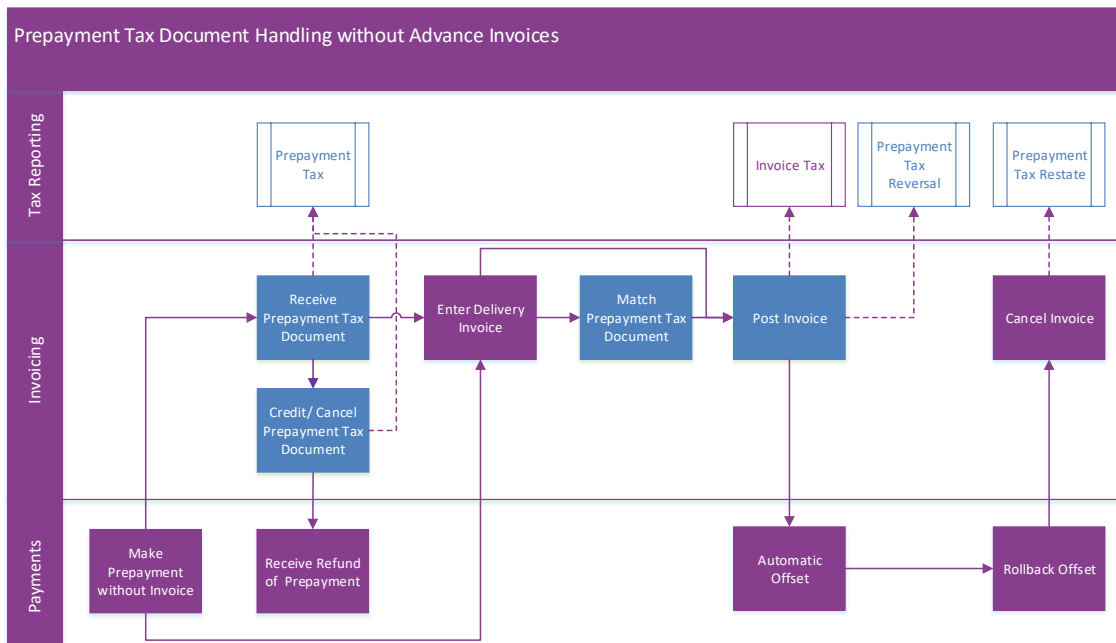 Prepayment Tax Document Handling without Advance Invoices
Tax Reporting
Prepayment
Tax
Invoice Tax
Prepayment
Tax
Reversal
Prepayment
Tax Restate
Invoicing
Receive
Prepayment Tax
Document
Enter Delivery
Invoice
Match
Prepayment Tax
Document
Post Invoice
Cancel Invoice
Credit/ Cancel
Prepayment Tax
Document
Payments
Make
Prepayment
without Invoice
Receive Refund
of Prepayment
Automatic
Offset
Rollback Offset